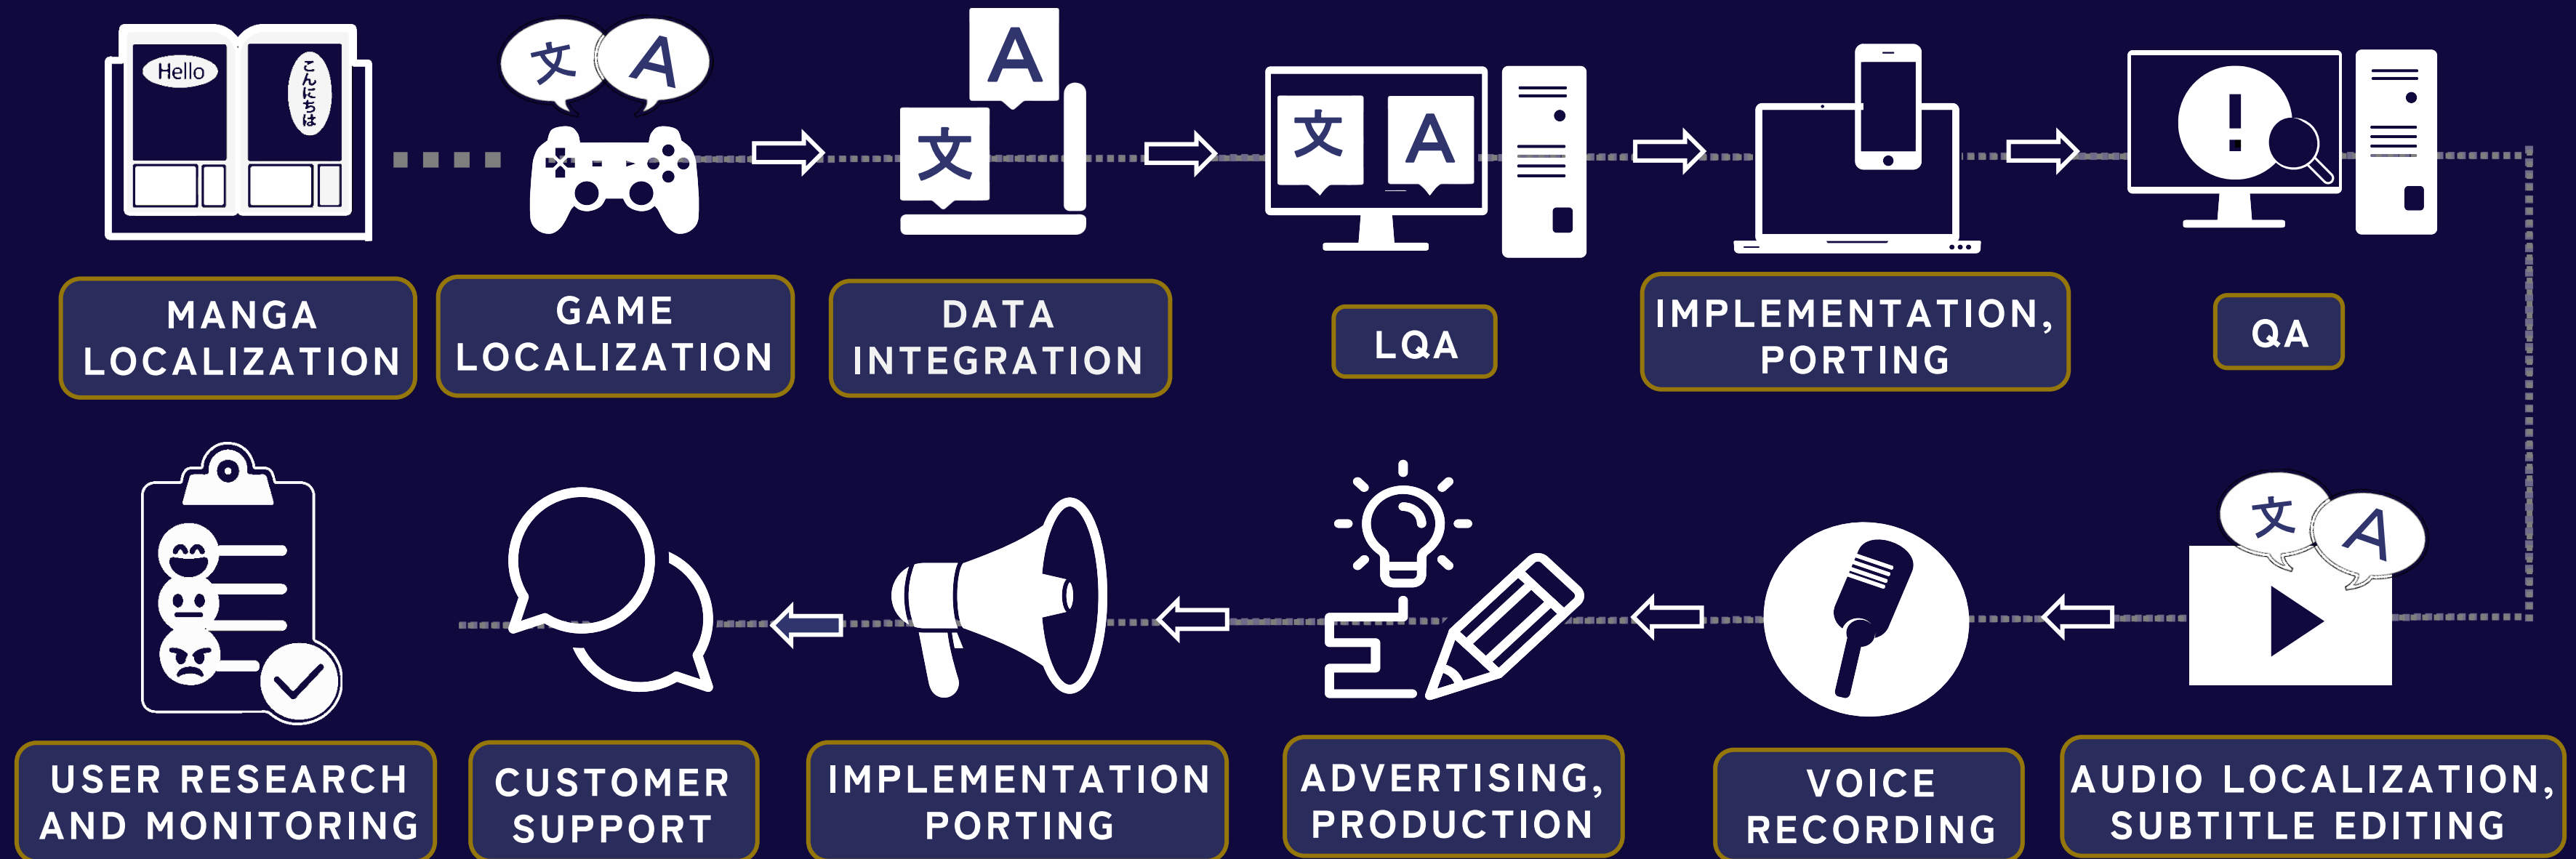 Hello
こんにちは
文 A
A
文
文 A
MANGA
LOCALIZATION
GAME
LOCALIZATION
DATA
INTEGRATION
LQA
IMPLEMENTATION,
PORTING
QA
文 A
USER RESEARCH
AND MONITORING
CUSTOMER
SUPPORT
IMPLEMENTATION
PORTING
ADVERTISING,
PRODUCTION
VOICE
RECORDING
AUDIO LOCALIZATION,
SUBTITLE EDITING